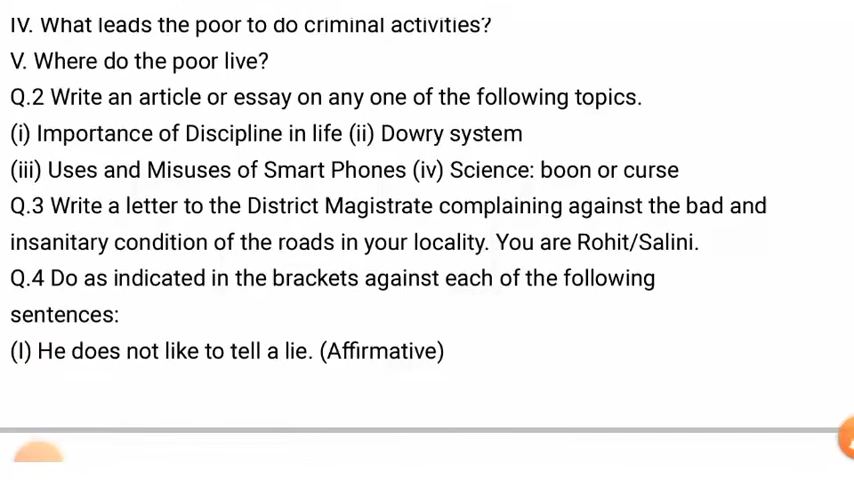 IV. What leads the poor to do criminal activities?
V. Where do the poor live?
Q.2 Write an article or essay on any one of the following topics.
(i) Importance of Discipline in life (ii) Dowry system
(iii) Uses and Misuses of Smart Phones (iv) Science: boon or curse
Q.3 Write a letter to the District Magistrate complaining against the bad and
insanitary condition of the roads in your locality. You are Rohit/Salini.
Q.4 Do as indicated in the brackets against each of the following
sentences:
(I) He does not like to tell a lie. (Affirmative)